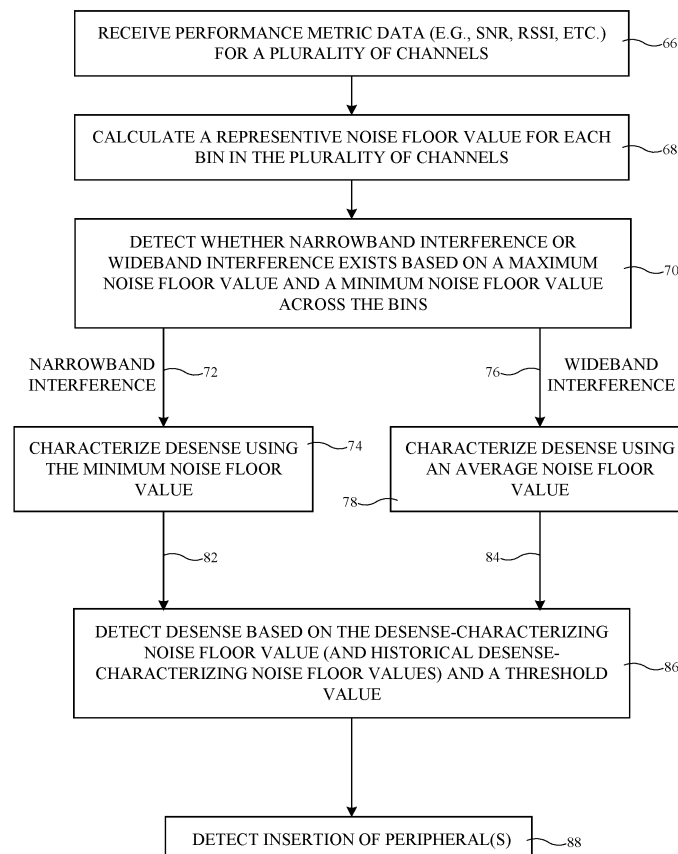 RECEIVE PERFORMANCE METRIC DATA (E.G., SNR, RSSI, ETC.)
FOR A PLURALITY OF CHANNELS
66
CALCULATE A REPRESENTIVE NOISE FLOOR VALUE FOR EACH
BIN IN THE PLURALITY OF CHANNELS
68
DETECT WHETHER NARROWBAND INTERFERENCE OR
WIDEBAND INTERFERENCE EXISTS BASED ON A MAXIMUM
NOISE FLOOR VALUE AND A MINIMUM NOISE FLOOR VALUE
ACROSS THE BINS
70
NARROWBAND
INTERFERENCE
72
76
WIDEBAND
INTERFERENCE
CHARACTERIZE DESENSE USING
THE MINIMUM NOISE FLOOR
VALUE
74
CHARACTERIZE DESENSE USING
AN AVERAGE NOISE FLOOR
VALUE
78
82
84
DETECT DESENSE BASED ON THE DESENSE-CHARACTERIZING
NOISE FLOOR VALUE (AND HISTORICAL DESENSE-
CHARACTERIZING NOISE FLOOR VALUES) AND A THRESHOLD
VALUE
86
DETECT INSERTION OF PERIPHERAL(S)
88